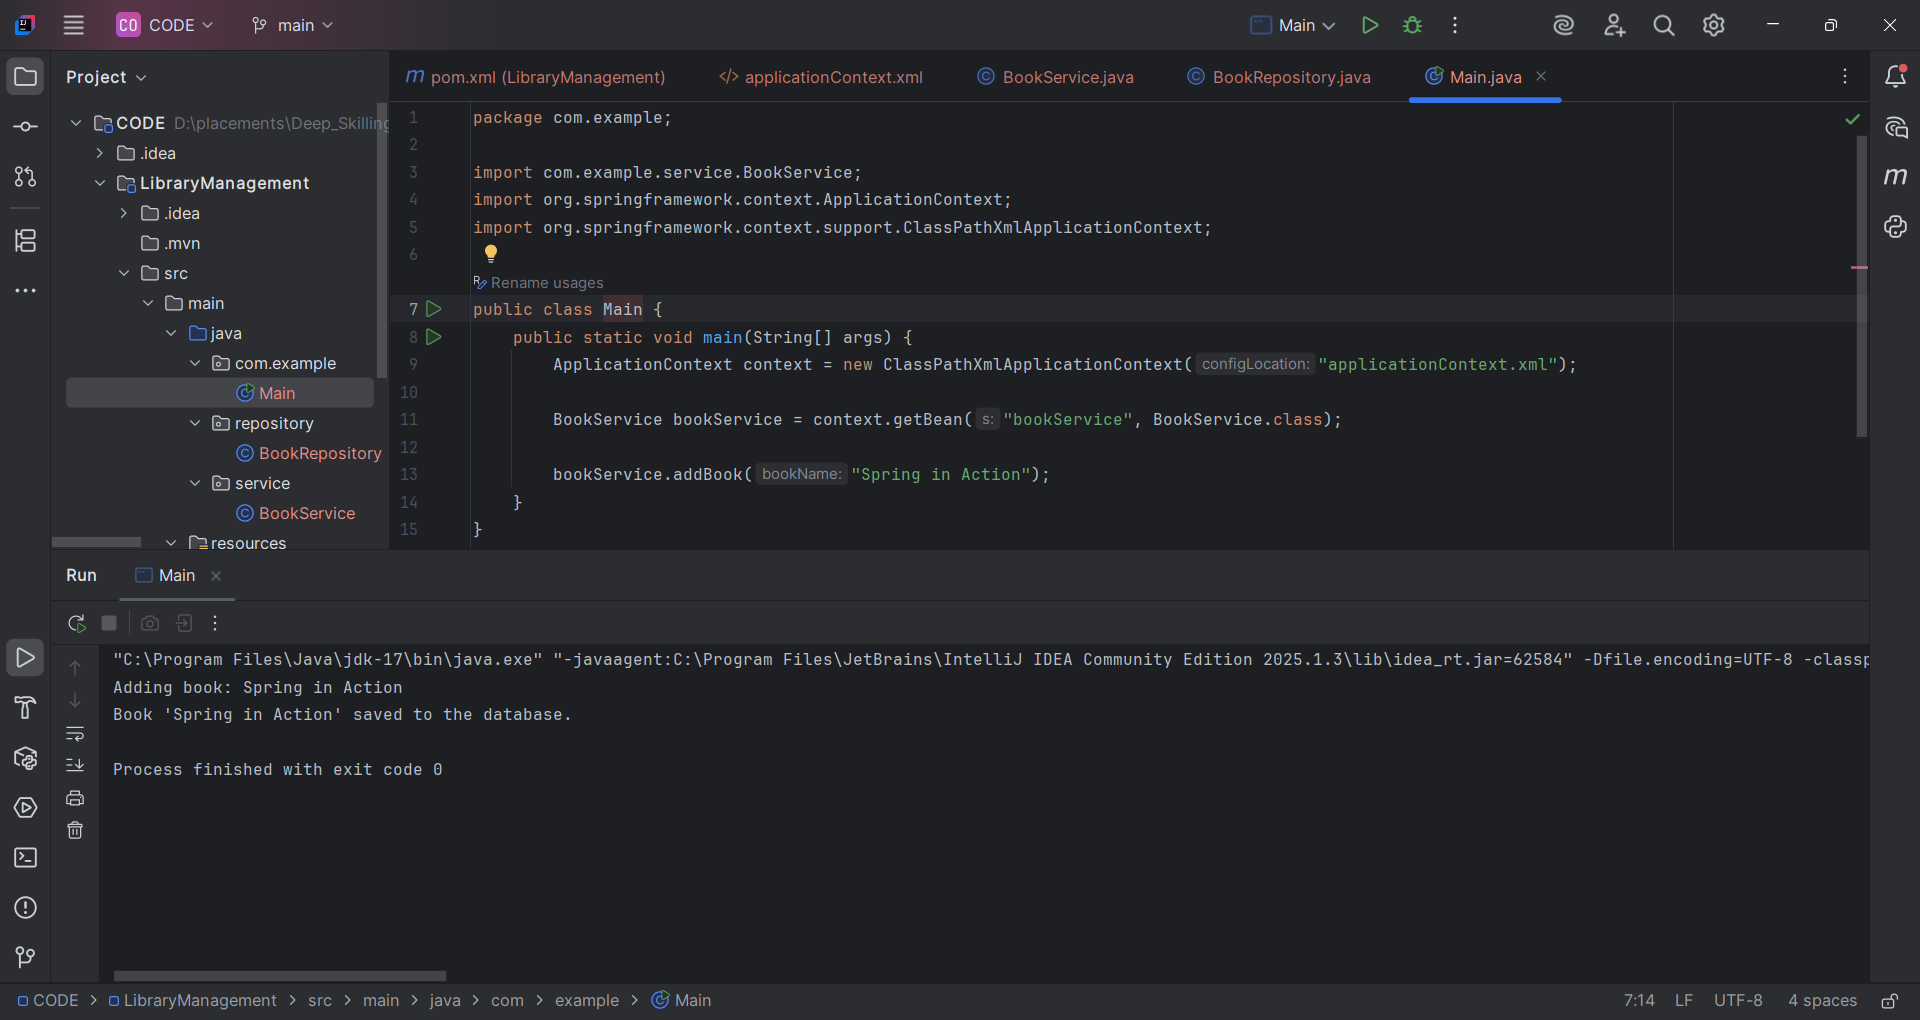 CO CODE main Main
Project
CODE D:\placements\Deep_Skilling
.idea
LibraryManagement
.idea
.mvn
src
main
java
com.example
Main
repository
BookRepository
service
BookService
resources
m pom.xml (LibraryManagement) </> applicationContext.xml BookService.java BookRepository.java Main.java
1 package com.example;
2
3 import com.example.service.BookService;
4 import org.springframework.context.ApplicationContext;
5 import org.springframework.context.support.ClassPathXmlApplicationContext;
6
Rename usages
7 public class Main {
8 public static void main(String[] args) {
9 ApplicationContext context = new ClassPathXmlApplicationContext( configLocation: "applicationContext.xml");
10
11 BookService bookService = context.getBean( s: "bookService", BookService.class);
12
13 bookService.addBook( bookName: "Spring in Action");
14 }
15 }
Run Main
"C:\Program Files\Java\jdk-17\bin\java.exe" "-javaagent:C:\Program Files\JetBrains\IntelliJ IDEA Community Edition 2025.1.3\lib\idea_rt.jar=62584" -Dfile.encoding=UTF-8 -classp
Adding book: Spring in Action
Book 'Spring in Action' saved to the database.
Process finished with exit code 0
CODE > LibraryManagement > src > main > java > com > example > Main
7:14 LF UTF-8 4 spaces